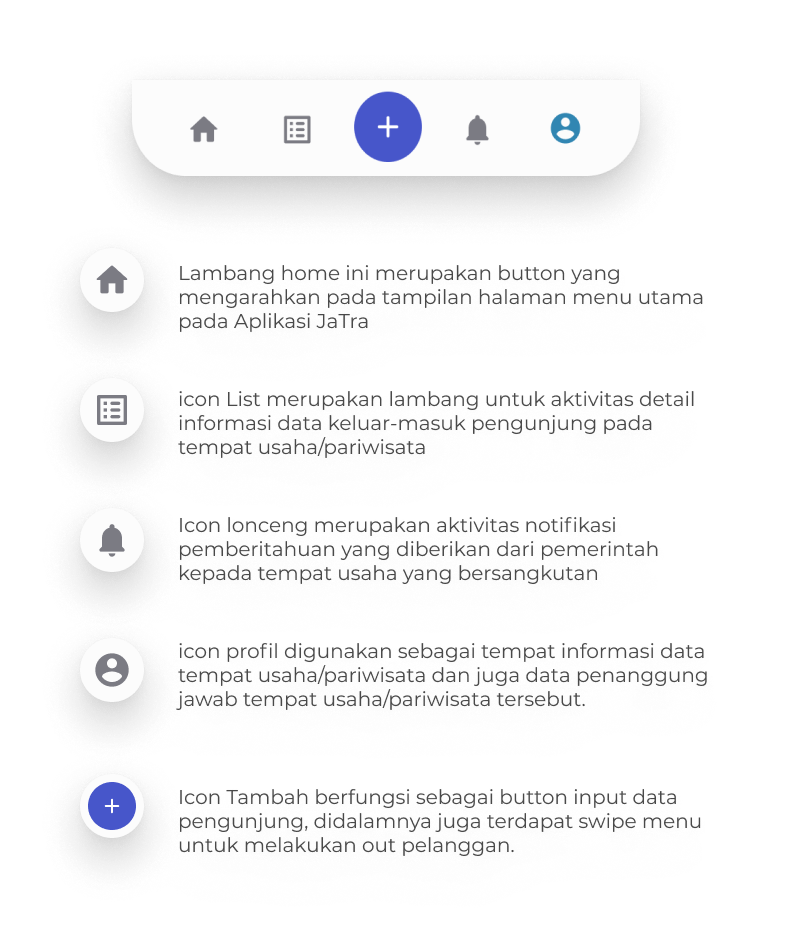 Lambang home ini merupakan button yang
mengarahkan pada tampilan halaman menu utama
pada Aplikasi JaTra
icon List merupakan lambang untuk aktivitas detail
informasi data keluar-masuk pengunjung pada
tempat usaha/pariwisata
Icon lonceng merupakan aktivitas notifikasi
pemberitahuan yang diberikan dari pemerintah
kepada tempat usaha yang bersangkutan
icon profil digunakan sebagai tempat informasi data
tempat usaha/pariwisata dan juga data penanggung
jawab tempat usaha/pariwisata tersebut.
Icon Tambah berfungsi sebagai button input data
pengunjung, didalamnya juga terdapat swipe menu
untuk melakukan out pelanggan.